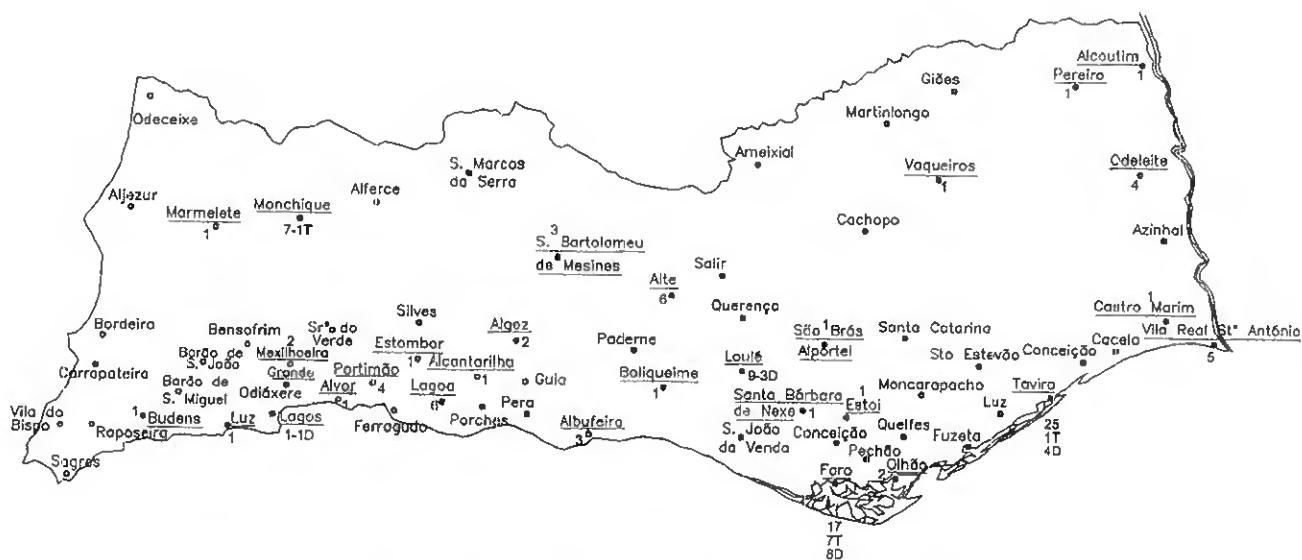 Alcoutim
1
Pereiro
1
Giões
Odeceixe
Martinlongo
Ameixial
S. Marcos
da Serra
Vaqueiros
1
Odeleite
4
Aljezur
Alferce
Marmelete
1
Monchique
7-1T
Cachopo
Azinhal
3
S. Bartolomeu
de Messines
Salir
Alte
6
Querença
1
Castro Marim
Vila Real Stº António
5
Bordeira
Bensafrim
2
Srª do
Verde
Silves
Algoz
2
Paderne
1
São Brás
Alportel
Santa Catarina
Sto Estevão
Conceição
Cacela
Carrapateira
Barão de
S. João
Mexilhoeira
Grande
Estombar
1
Alcantarilha
1
Portimão
4
Loulé
9-3D
Guia
Boliqueime
1
Barão de
S. Miguel
Odiáxere
Alvor
1
Lagoa
6
Moncarapacho
Tavira
25
1T
4D
Vila do
Bispo
Raposeira
1
Budens
Luz
1
Lagos
1-1D
Ferragudo
Porches
Pera
Albufeira
3
Santa Bárbara
de Nexe
1
1
Estoi
Luz
S. João
da Venda
Conceição
Quelfes
Fuzeta
Pechão
Sagres
Faro
17
7T
8D
2
Olhão